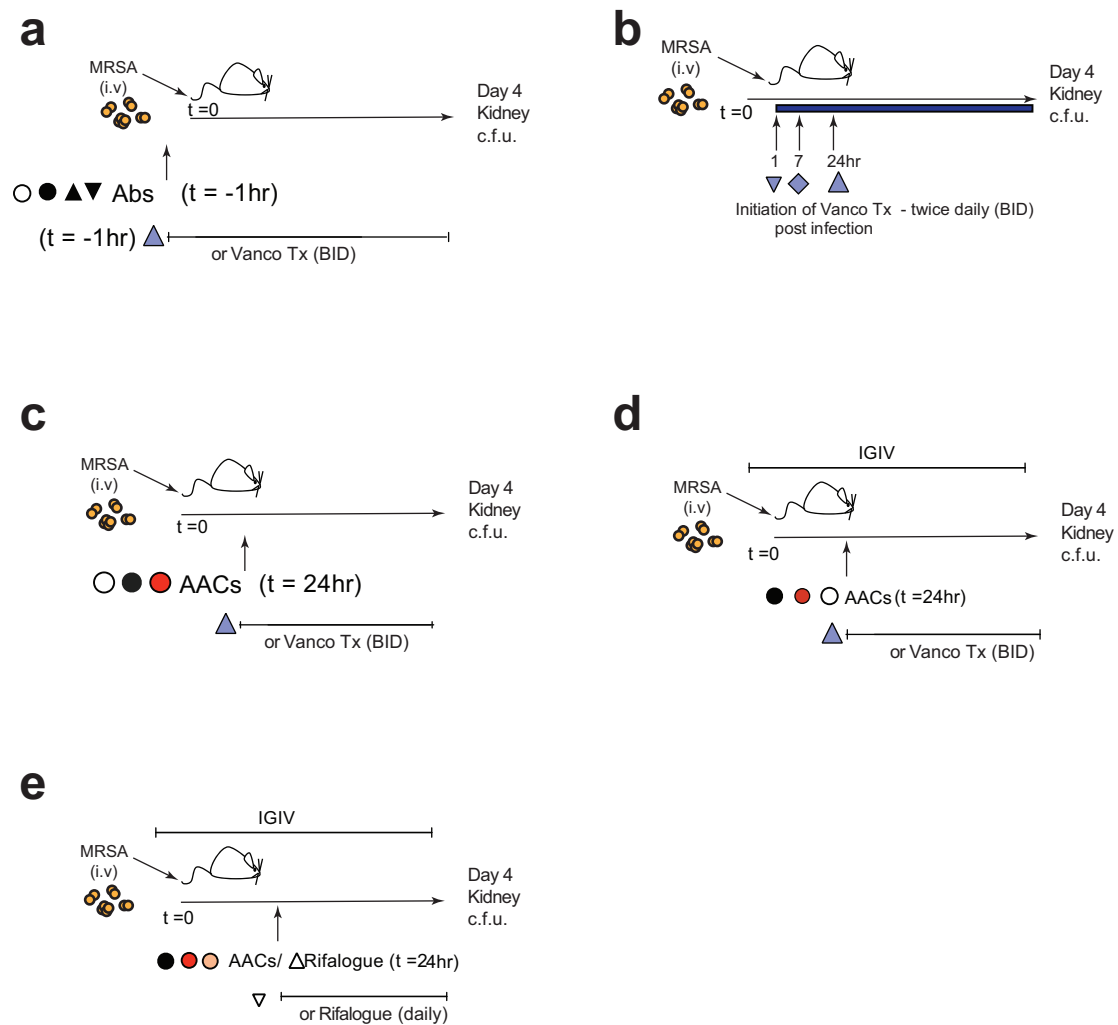 a
MRSA
(i.v)
t =0
Day 4
Kidney
c.f.u.
Abs (t = -1hr)
(t = -1hr)
or Vanco Tx (BID)
b
MRSA
(i.v)
t =0
Day 4
Kidney
c.f.u.
1 7 24hr
Initiation of Vanco Tx - twice daily (BID)
post infection
c
MRSA
(i.v)
t =0
Day 4
Kidney
c.f.u.
AACs (t = 24hr)
or Vanco Tx (BID)
d
IGIV
MRSA
(i.v)
t =0
Day 4
Kidney
c.f.u.
AACs (t =24hr)
or Vanco Tx (BID)
e
IGIV
MRSA
(i.v)
t =0
Day 4
Kidney
c.f.u.
AACs/ Rifalogue (t =24hr)
or Rifalogue (daily)